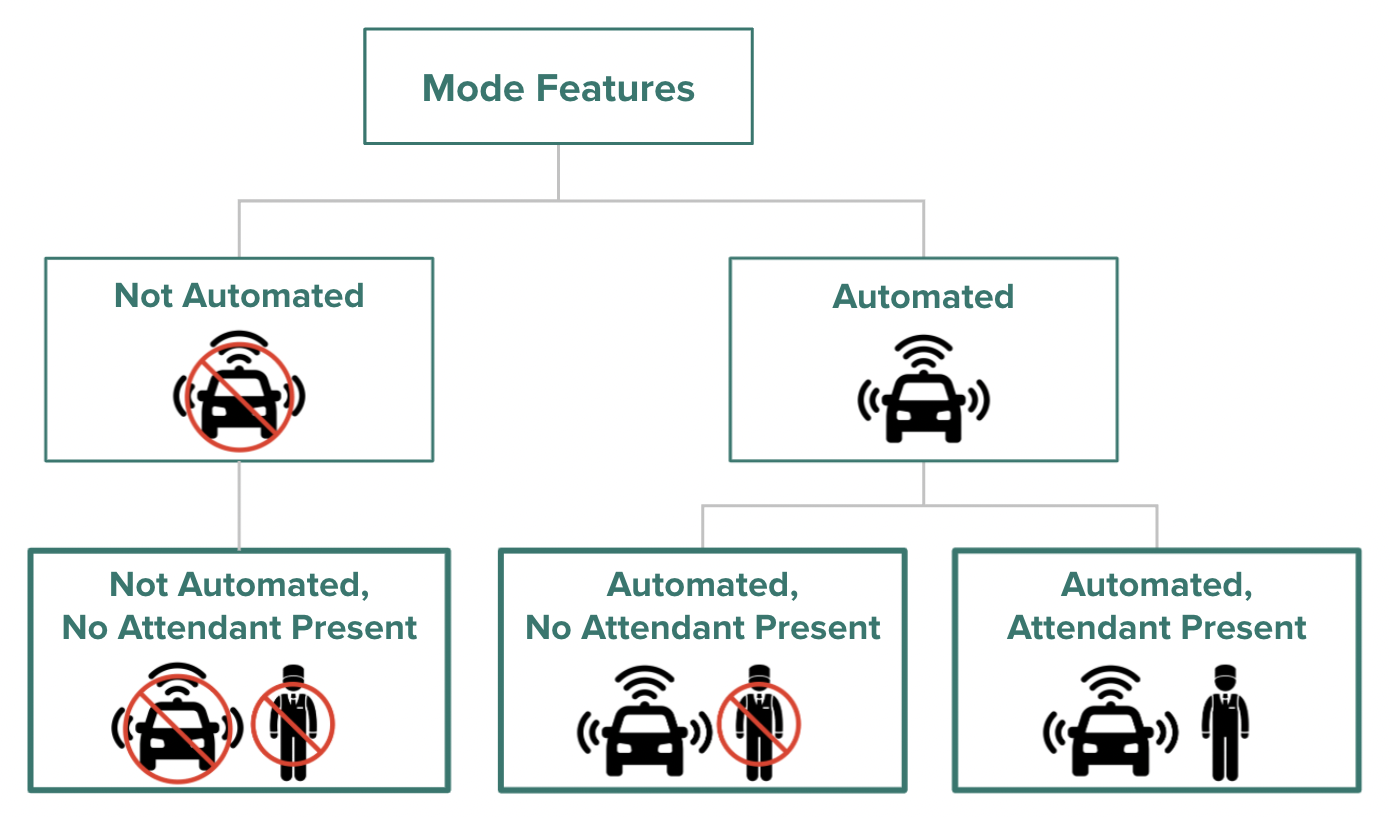 Mode Features
Not Automated
Automated
Not Automated,
No Attendant Present
Automated,
No Attendant Present
Automated,
Attendant Present